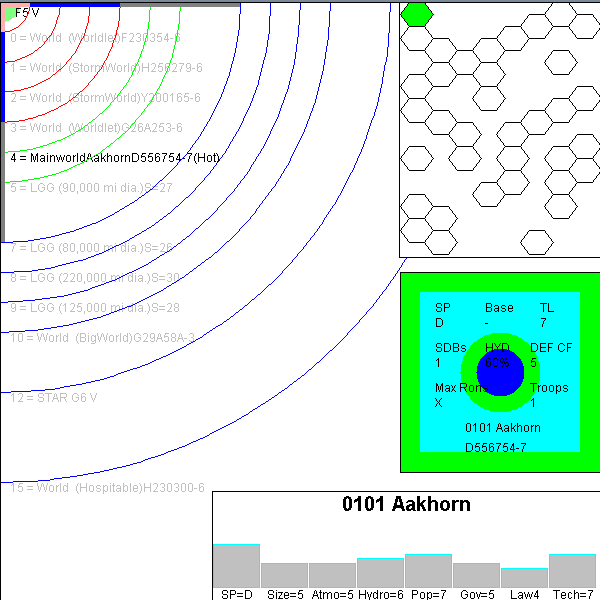 F5 V
0 = World (Worldlet)F230354-6
1 = World (StormWorld)H256279-6
2 = World (StormWorld)Y200165-6
3 = World (Worldlet)G26A253-6
4 = MainworldAakhornD556754-7(Hot)
5 = LGG (90,000 mi dia.)S=27
7 = LGG (80,000 mi dia.)S=26
8 = LGG (220,000 mi dia.)S=30
9 = LGG (125,000 mi dia.)S=28
10 = World (BigWorld)G29A58A-3
12 = STAR G6 V
15 = World (Hospitable)H230300-6
SP Base TL
D - 7
SDBs HYD DEF CF
1 60% 5
Max Ron Troops
X 1
0101 Aakhorn
D556754-7
0101 Aakhorn
SP=D Size=5 Atmo=5 Hydro=6 Pop=7 Gov=5 Law4 Tech=7